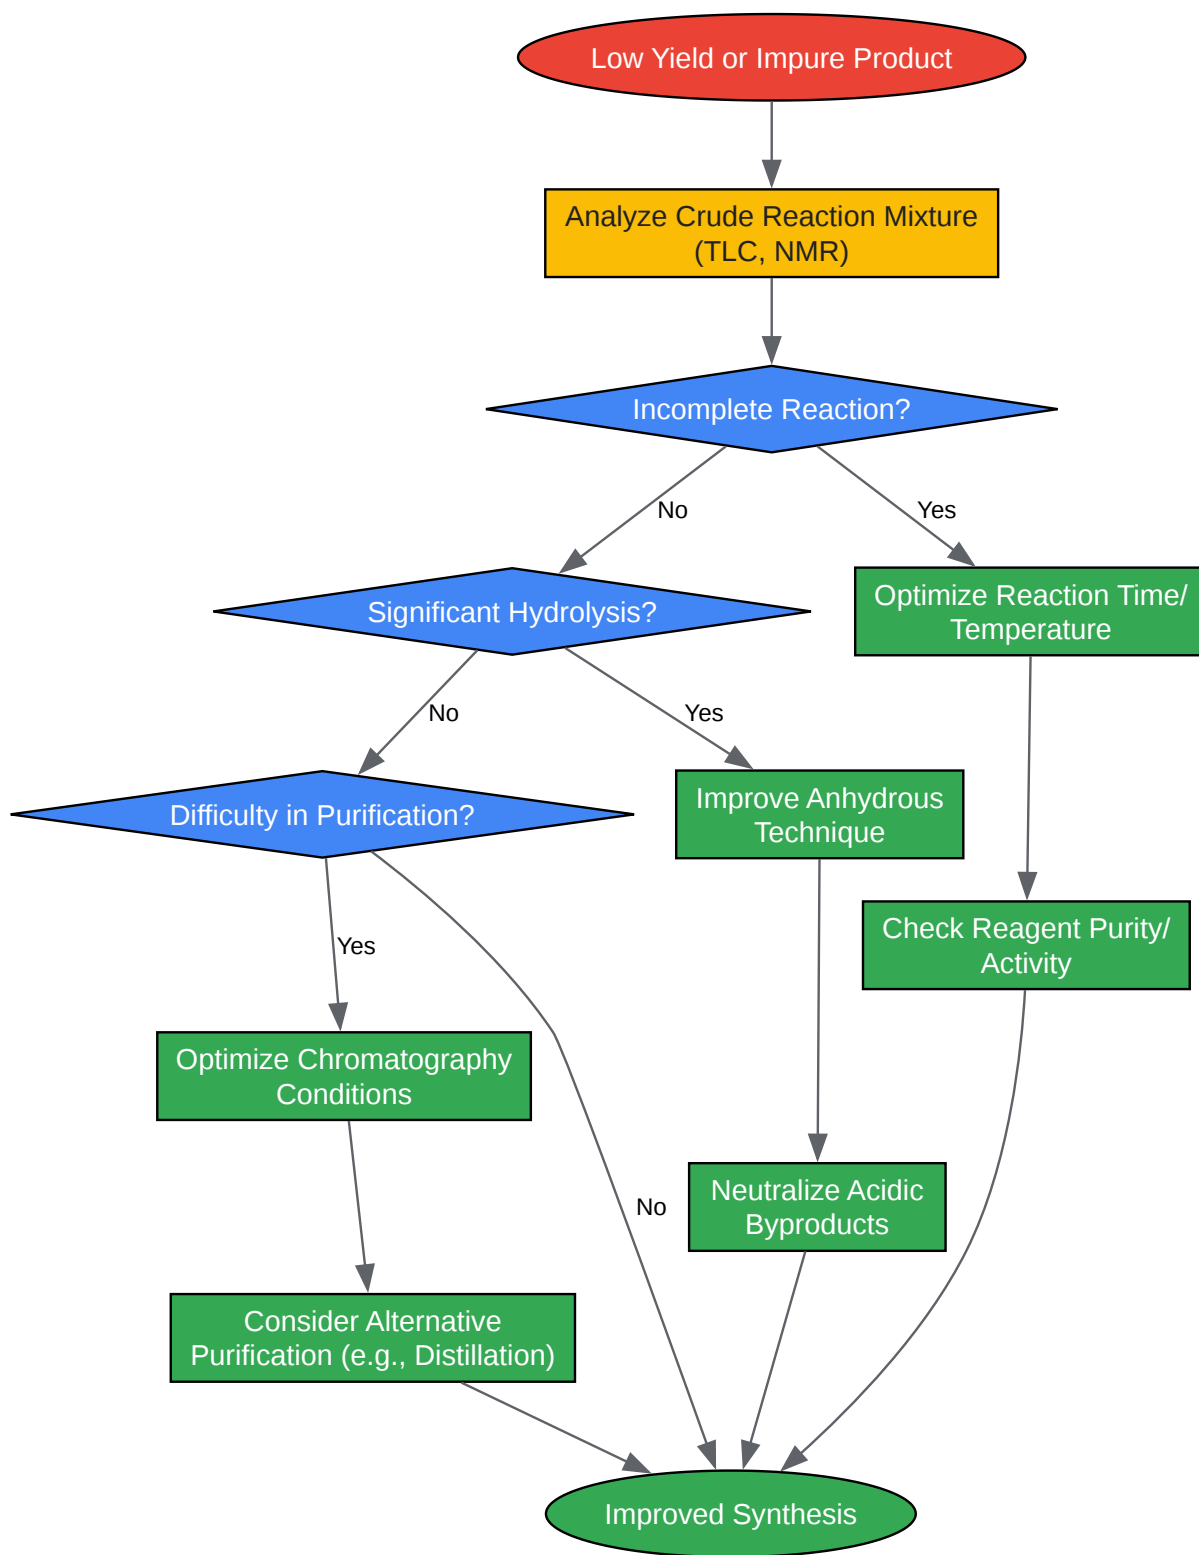 Low Yield or Impure Product
Analyze Crude Reaction Mixture
(TLC, NMR)
Incomplete Reaction?
No
Yes
Significant Hydrolysis?
Optimize Reaction Time/
Temperature
No
Yes
Difficulty in Purification?
Improve Anhydrous
Technique
Check Reagent Purity/
Activity
Yes
Optimize Chromatography
Conditions
No
Neutralize Acidic
Byproducts
Consider Alternative
Purification (e.g., Distillation)
Improved Synthesis